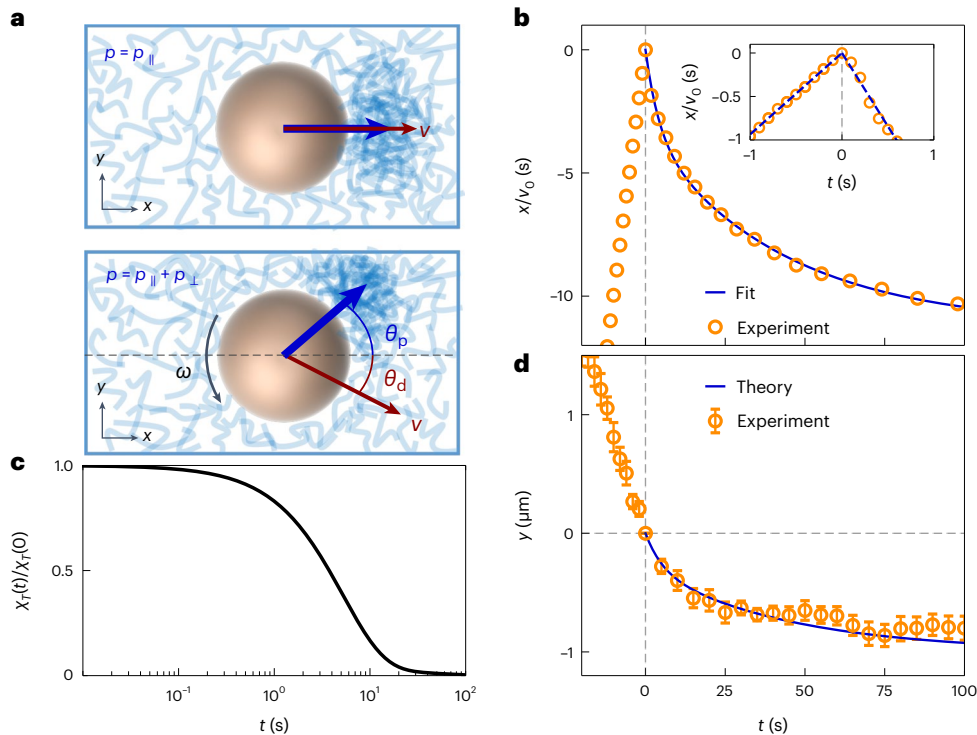 a
p = p∥
v
y
x
p = p∥ + p⊥
θp
θd
ω
v
y
x
b
0
−5
−10
x/v0 (s)
0
−0.5
−1
x/v0 (s)
−1
0
1
t (s)
Fit
Experiment
c
1.0
0.5
0
χT(t)/χT(0)
10−1
100
101
102
t (s)
d
1
0
−1
y (μm)
Theory
Experiment
0
25
50
75
100
t (s)